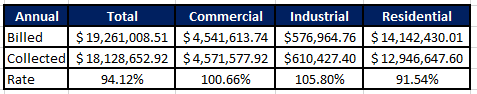 Annual Total Commercial Industrial Residential
Billed $ 19,261,008.51 $ 4,541,613.74 $576,964.76 $ 14,142,430.01
Collected $ 18,128,652.92 $ 4,571,577.92 $610,427.40 $ 12,946,647.60
Rate 94.12% 100.66% 105.80% 91.54%